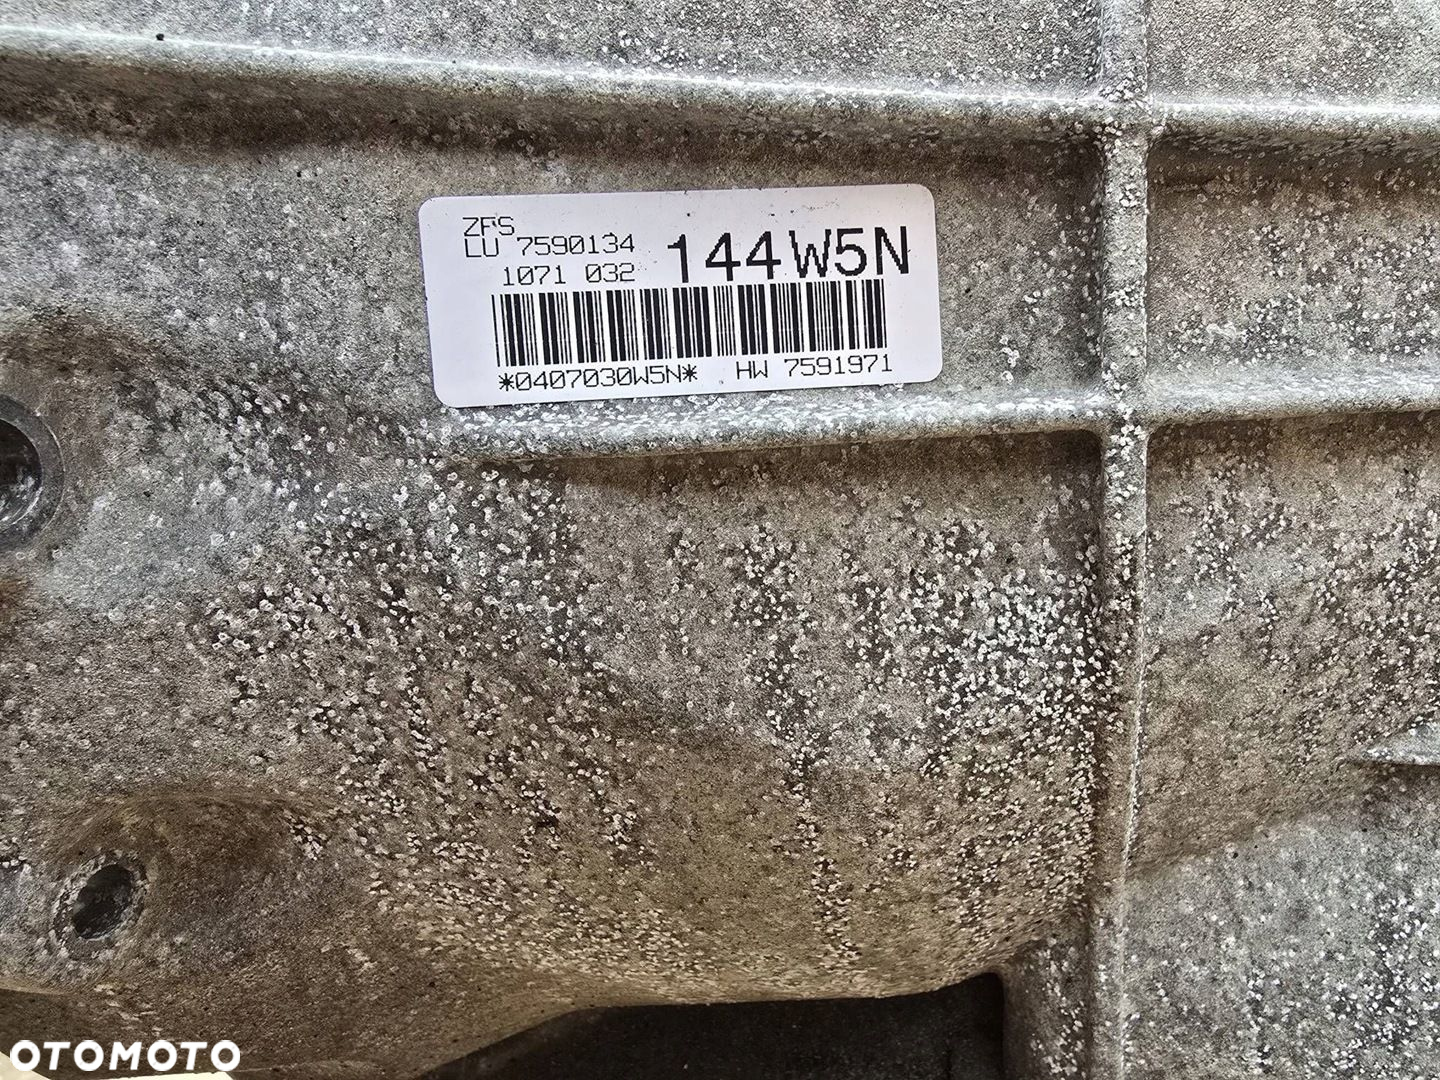 ZFS
LU 7590134
1071 032
144W5N
*0407030W5N* HW 7591971
OTOMOTO